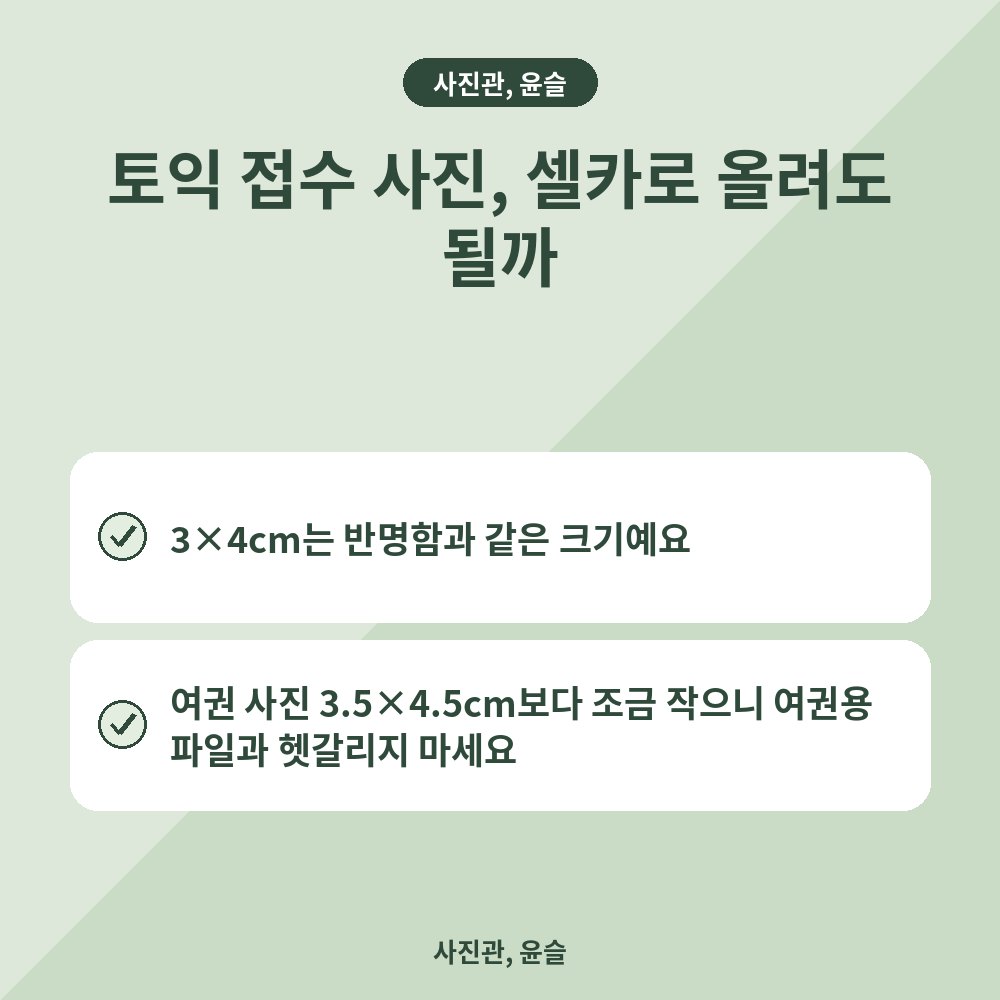 사진관, 윤슬
토익 접수 사진, 셀카로 올려도
될까
3×4cm는 반명함과 같은 크기예요
여권 사진 3.5×4.5cm보다 조금 작으니 여권용
파일과 헷갈리지 마세요
사진관, 윤슬